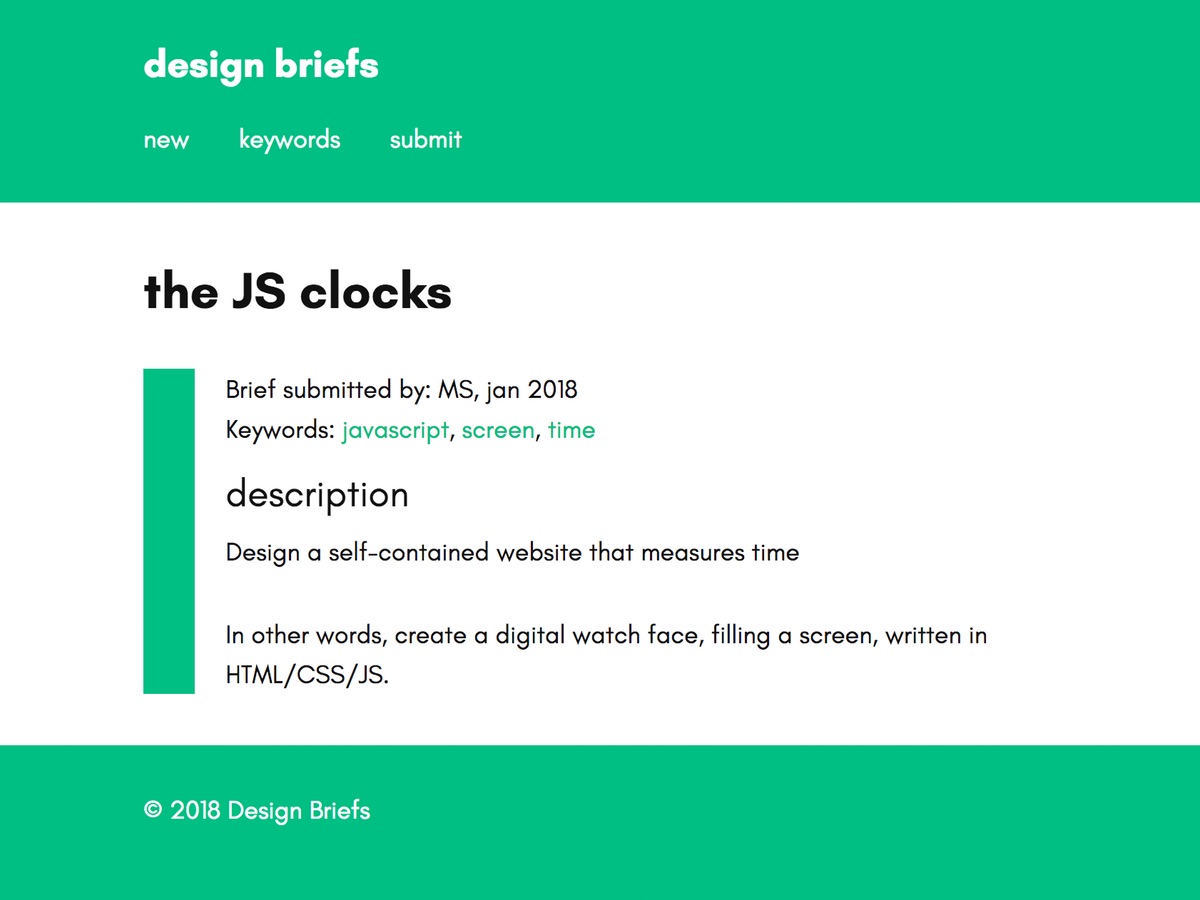 design briefs
new keywords submit
the JS clocks
Brief submitted by: MS, jan 2018
Keywords: javascript, screen, time
description
Design a self-contained website that measures time
In other words, create a digital watch face, filling a screen, written in
HTML/CSS/JS.
© 2018 Design Briefs